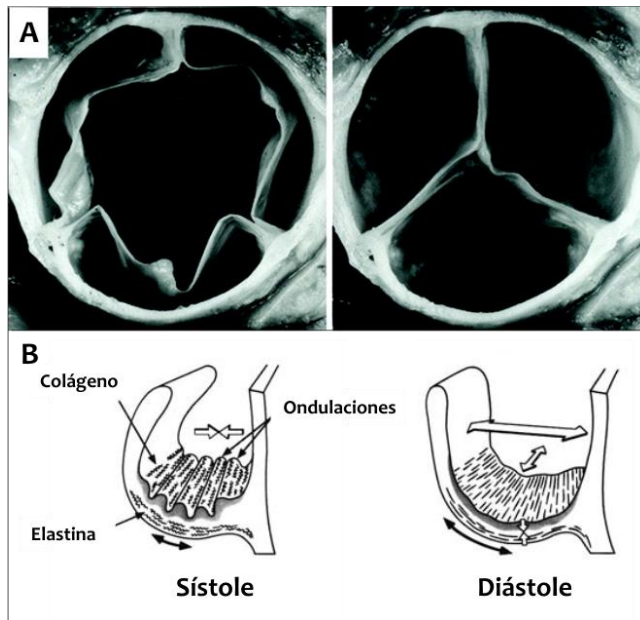 A
B
Colágeno
Ondulaciones
Elastina
Sístole
Diástole